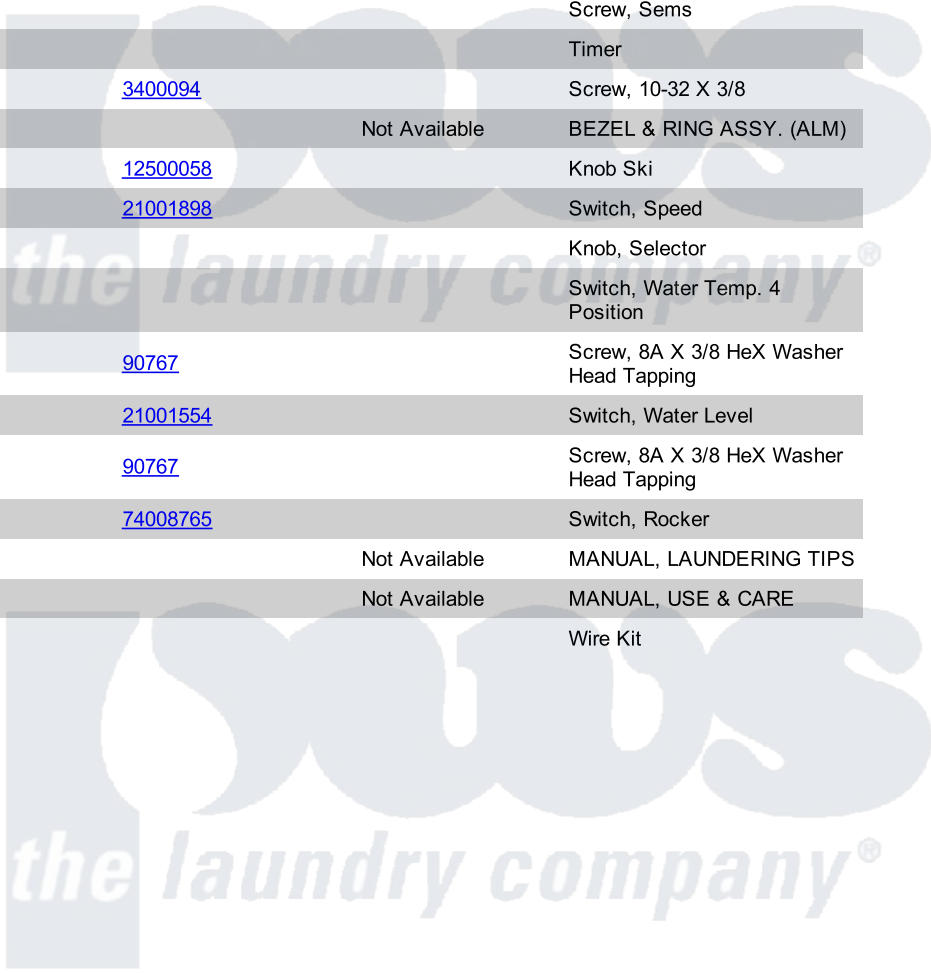 Screw, Sems
Timer
3400094 Screw, 10-32 X 3/8
Not Available BEZEL & RING ASSY. (ALM)
12500058 Knob Ski
21001898 Switch, Speed
Knob, Selector
Switch, Water Temp. 4
Position
90767 Screw, 8A X 3/8 HeX Washer
Head Tapping
21001554 Switch, Water Level
90767 Screw, 8A X 3/8 HeX Washer
Head Tapping
74008765 Switch, Rocker
Not Available MANUAL, LAUNDERING TIPS
Not Available MANUAL, USE & CARE
Wire Kit
pws
the laundry company®
pws
the laundry company®